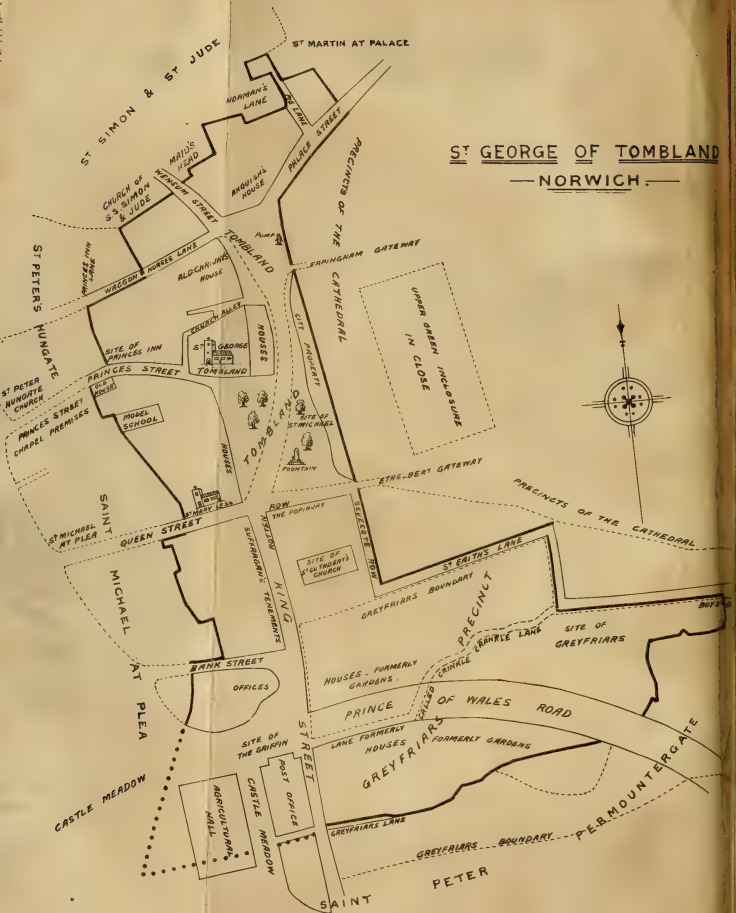 ST MARTIN AT PALACE
ST SIMON & ST JUDE
NORMAN'S
LANE
PIG LANE
PALACE STREET
ST GEORGE OF TOMBLAND
NORWICH.
MAID'S
HEAD
WENSUM STREET
ANGUISH'S
HOUSE
PRECINCTS OF THE CATHEDRAL
CHURCH OF
S.S. SIMON
& JUDE
PUMP
TOMBLAND
ERPINGHAM GATEWAY
ST PETER'S HUNGATE
PRINCES INN
LANE
WAGGON & HORSES LANE
HOUSE
CITY PROPERTY
UPPER GREEN INCLOSURE
IN CLOSE
CHURCH ALLEY
HOUSES
ST GEORGE
TOMBLAND
SITE OF
PRINCES INN
PRINCES STREET
OLD
HOUSE
ST PETER
HUNGATE
CHURCH
PRINCES STREET
CHAPEL PREMISES
MODEL
SCHOOL
TOMBLAND
SITE OF
ST MICHAEL
FOUNTAIN
HOUSES
ETHELBERT GATEWAY
ST MARY LESS
ROW
THE POPINJAY
SEVECOTE ROW
PRECINCTS OF THE CATHEDRAL
ST MICHAEL
AT PLEA
QUEEN STREET
SAINT MICHAEL AT PLEA
ROTTEN
SUFFRAGAN'S
TENEMENTS
KING STREET
SITE OF
ST CUTHBERT'S
CHURCH
ST FAITH'S LANE
GREYFRIARS BOUNDARY
PRECINCT
BOYS
SITE OF
GREYFRIARS
CALLED CRINKLE CRANKLE LANE
BANK STREET
OFFICES
HOUSES FORMERLY
GARDENS
PRINCE OF WALES ROAD
LANE FORMERLY
HOUSES FORMERLY GARDENS
GREYFRIARS
SITE OF
THE GRIFFIN
POST OFFICE
CASTLE MEADOW
AGRICULTURAL
HALL
CASTLE MEADOW
GREYFRIARS LANE
GREYFRIARS BOUNDARY
SAINT PETER PERMOUNTERGATE